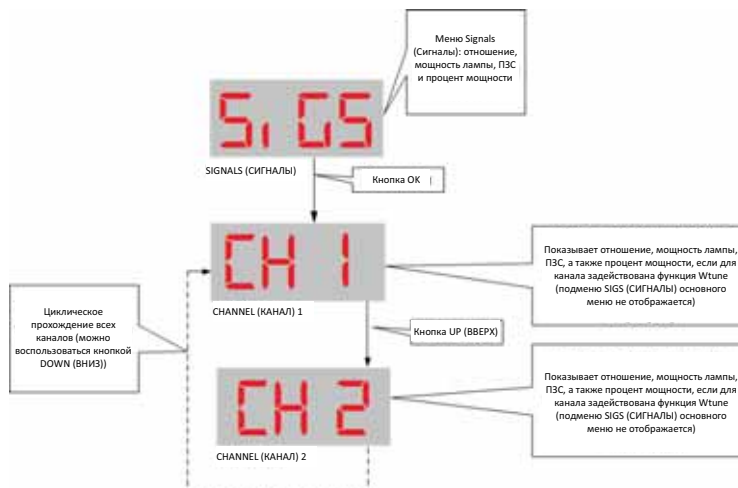 Меню Signals
(Сигналы): отношение,
мощность лампы, ПЗС
и процент мощности
Si GS
SIGNALS (СИГНАЛЫ)
Кнопка OK
CH 1
CHANNEL (КАНАЛ) 1
Показывает отношение, мощность лампы,
ПЗС, а также процент мощности, если для
канала задействована функция Wtune
(подменю SIGS (СИГНАЛЫ) основного
меню не отображается)
Циклическое
прохождение всех
каналов (можно
воспользоваться кнопкой
DOWN (ВНИЗ))
Кнопка UP (ВВЕРХ)
CH 2
CHANNEL (КАНАЛ) 2
Показывает отношение, мощность лампы,
ПЗС, а также процент мощности, если для
канала задействована функция Wtune
(подменю SIGS (СИГНАЛЫ) основного
меню не отображается)